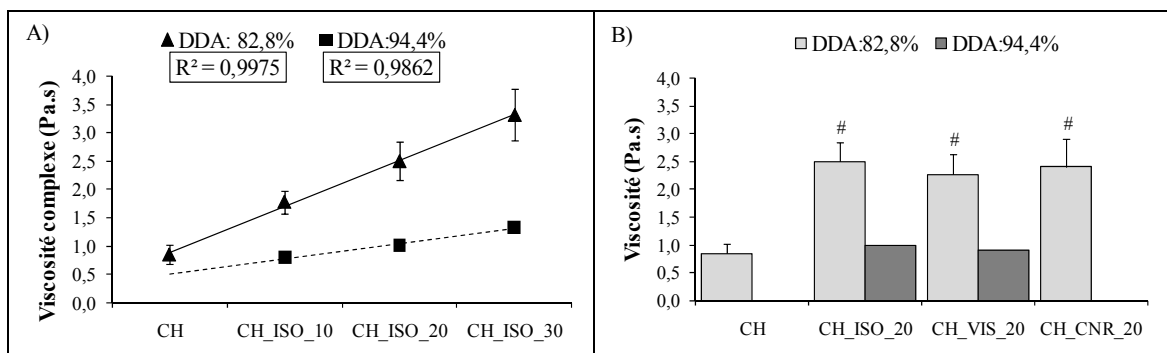 A)
DDA: 82,8% DDA:94,4%
R² = 0,9975 R² = 0,9862
Viscosité complexe (Pa.s)
4,0
3,5
3,0
2,5
2,0
1,5
1,0
0,5
0,0
CH CH_ISO_10 CH_ISO_20 CH_ISO_30
B)
DDA:82,8% DDA:94,4%
Viscosité (Pa.s)
4,0
3,5
3,0
2,5
2,0
1,5
1,0
0,5
0,0
# # #
CH CH_ISO_20 CH_VIS_20 CH_CNR_20